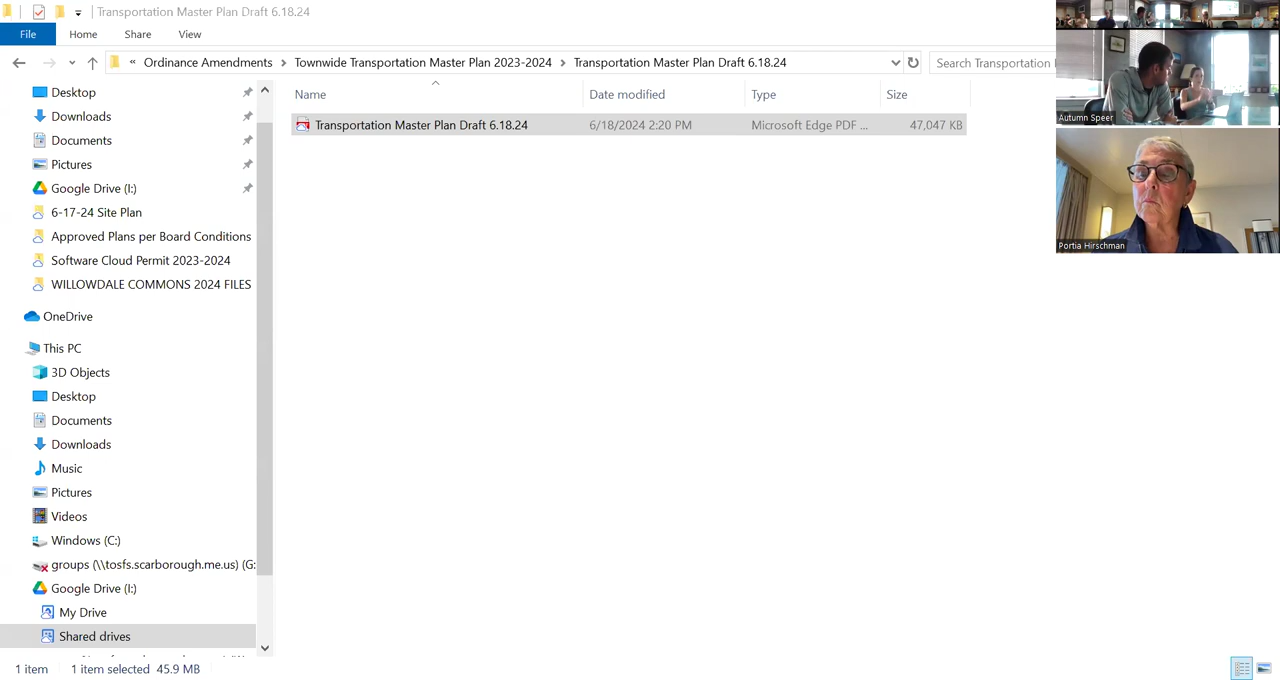 Transportation Master Plan Draft 6.18.24
File Home Share View
« Ordinance Amendments > Townwide Transportation Master Plan 2023-2024 > Transportation Master Plan Draft 6.18.24
Search Transportation
Name Date modified Type Size
Transportation Master Plan Draft 6.18.24 6/18/2024 2:20 PM Microsoft Edge PDF ... 47,047 KB
Desktop
Downloads
Documents
Pictures
Google Drive (I:)
6-17-24 Site Plan
Approved Plans per Board Conditions
Software Cloud Permit 2023-2024
WILLOWDALE COMMONS 2024 FILES
OneDrive
This PC
3D Objects
Desktop
Documents
Downloads
Music
Pictures
Videos
Windows (C:)
groups (\\tosfs.scarborough.me.us) (G:
Google Drive (I:)
My Drive
Shared drives
1 item 1 item selected 45.9 MB
Autumn Speer
Portia Hirschman